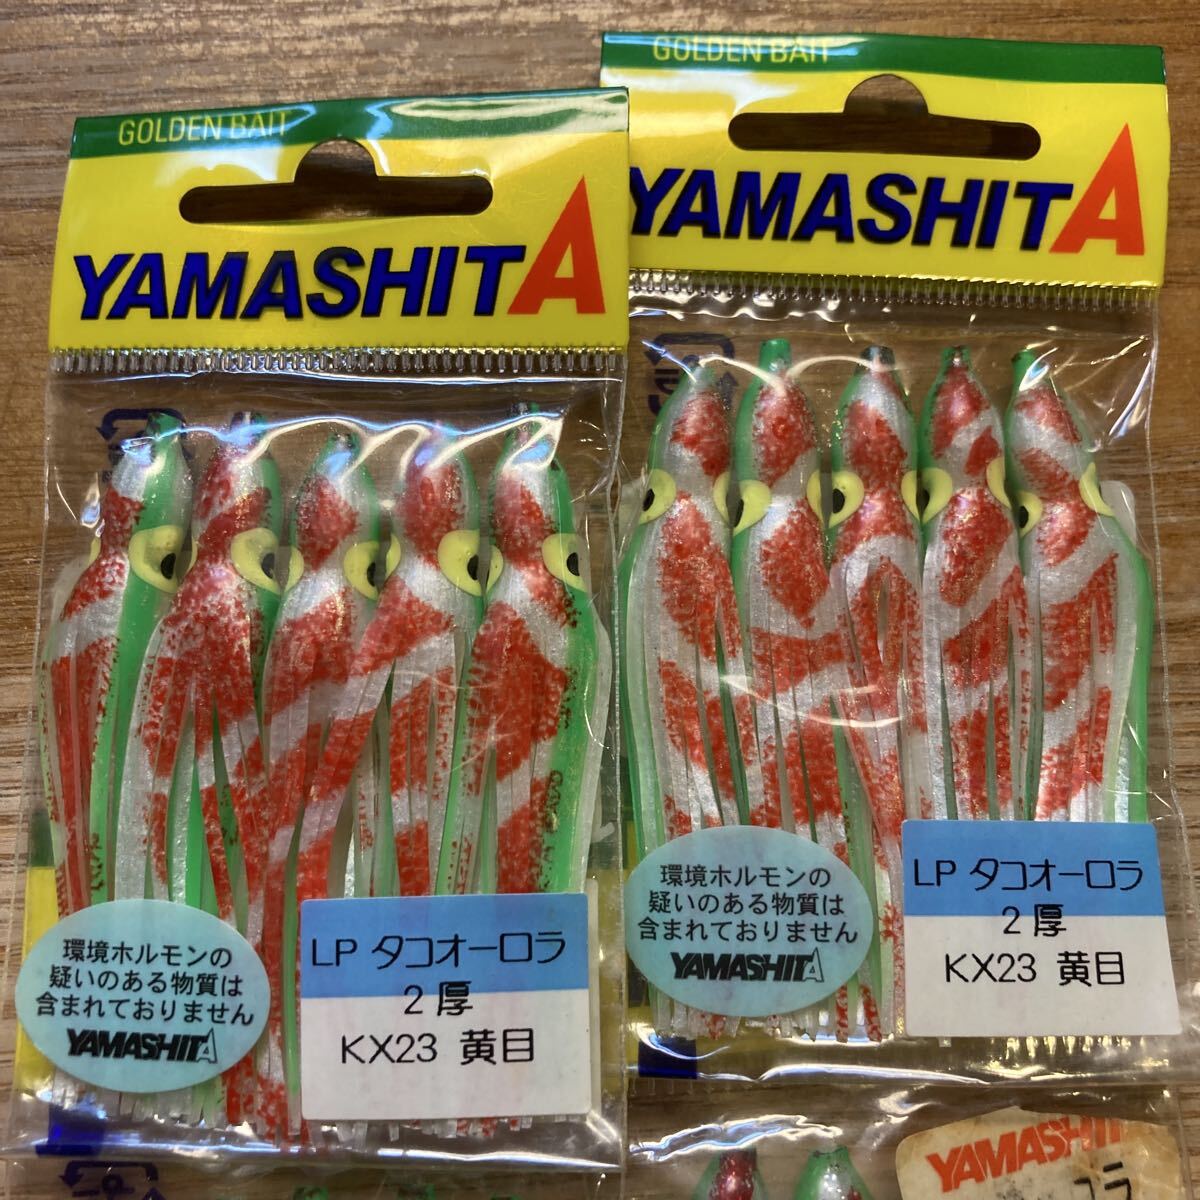 GOLDEN BAIT
YAMASHITA
環境ホルモンの
疑いのある物質は
含まれておりません
YAMASHITA
LP タコオーロラ
2厚
KX23 黄目
GOLDEN BAIT
YAMASHITA
環境ホルモンの
疑いのある物質は
含まれておりません
YAMASHITA
LP タコオーロラ
2厚
KX23 黄目
YAMASHIT
ラ